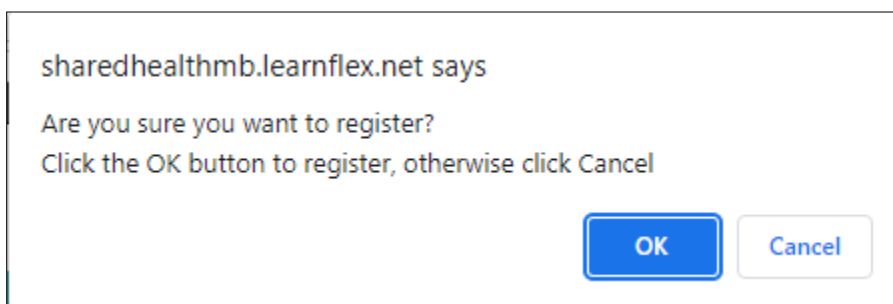 sharedhealthmb.learnflex.net says
Are you sure you want to register?
Click the OK button to register, otherwise click Cancel
OK Cancel